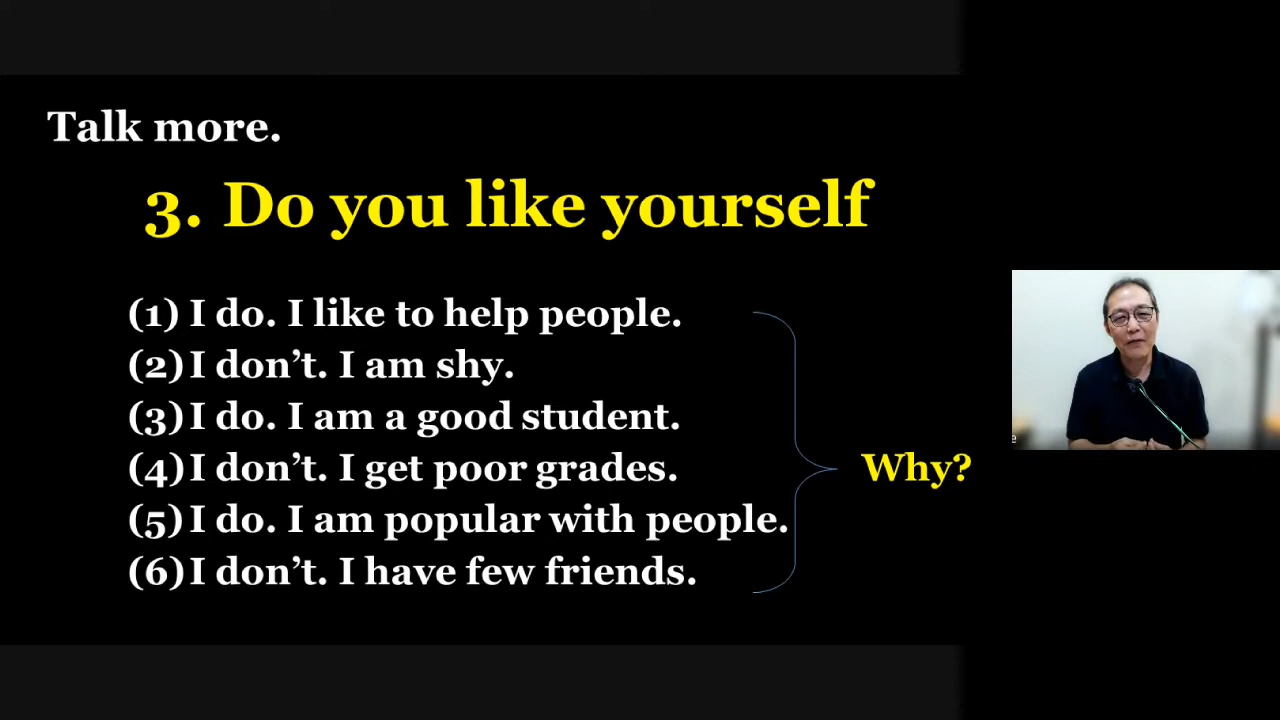 Talk more.
3. Do you like yourself
(1) I do. I like to help people.
(2) I don’t. I am shy.
(3) I do. I am a good student.
(4) I don’t. I get poor grades.
(5) I do. I am popular with people.
(6) I don’t. I have few friends.
Why?
e